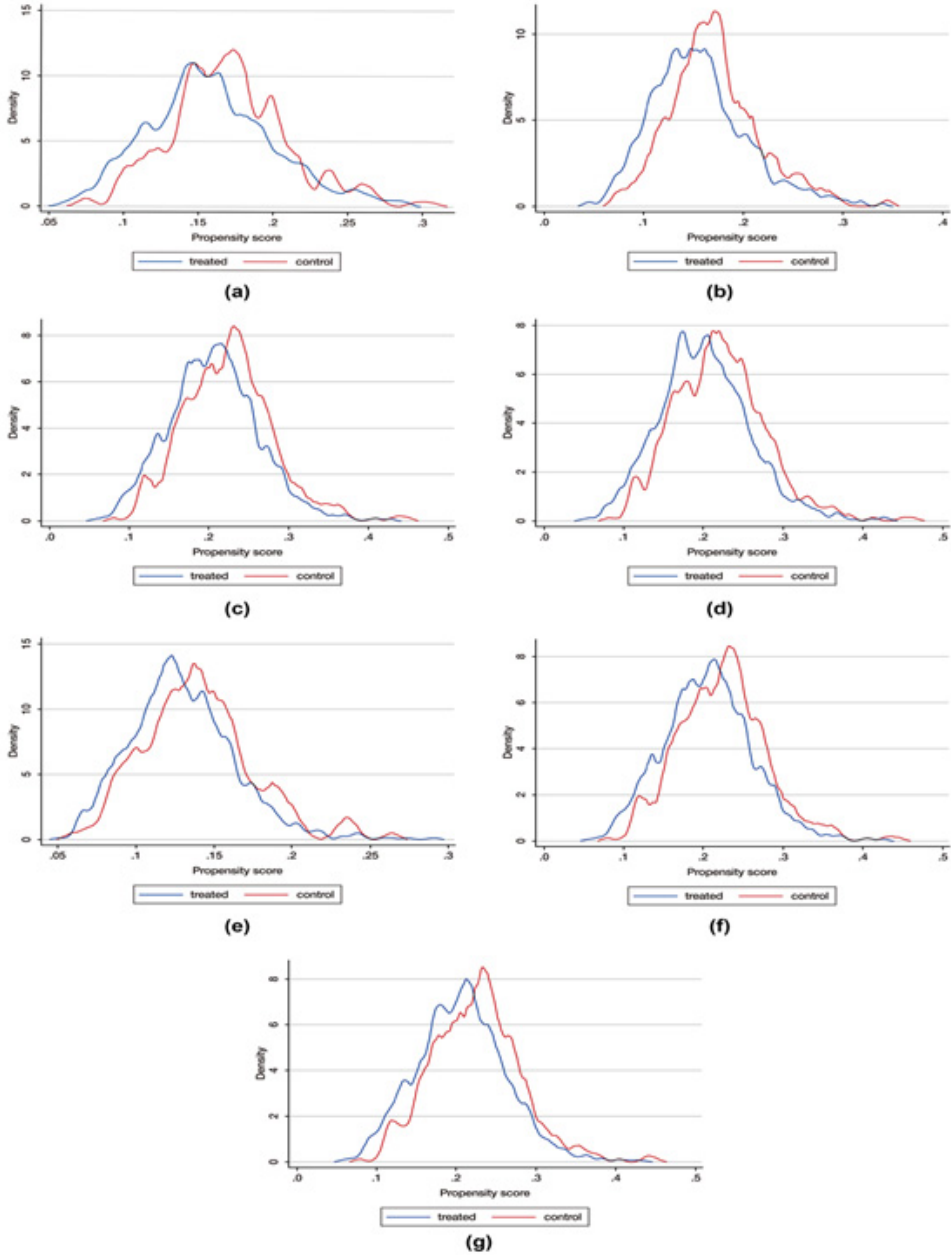 15
10
5
0
Density
.05 .1 .15 .2 .25 .3
Propensity score
treated control
(a)
10
5
0
Density
.0 .1 .2 .3 .4
Propensity score
treated control
(b)
8
6
4
2
0
Density
.0 .1 .2 .3 .4 .5
Propensity score
treated control
(c)
8
6
4
2
0
Density
.0 .1 .2 .3 .4 .5
Propensity score
treated control
(d)
15
10
5
0
Density
.05 .1 .15 .2 .25 .3
Propensity score
treated control
(e)
8
6
4
2
0
Density
.0 .1 .2 .3 .4 .5
Propensity score
treated control
(f)
8
6
4
2
0
Density
.0 .1 .2 .3 .4 .5
Propensity score
treated control
(g)